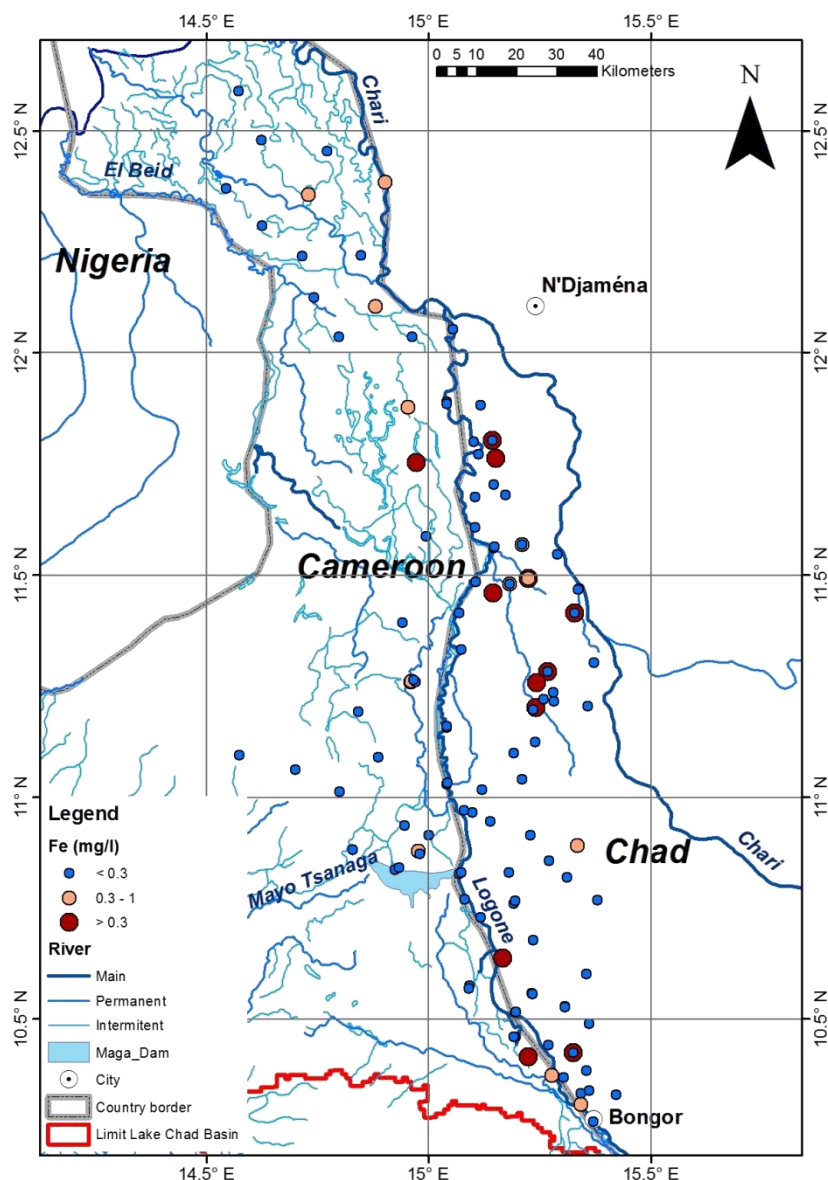 14.5° E
15° E
15.5° E
0 5 10 20 30 40
Kilometers
N
Chari
12.5° N
12.5° N
El Beid
Nigeria
N'Djaména
12° N
12° N
Cameroon
11.5° N
11.5° N
11° N
11° N
Legend
Fe (mg/l)
< 0.3
0.3 - 1
> 0.3
River
Main
Permanent
Intermitent
Maga_Dam
City
Country border
Limit Lake Chad Basin
Chad
Chari
Mayo Tsanaga
Logone
10.5° N
10.5° N
Bongor
14.5° E
15° E
15.5° E